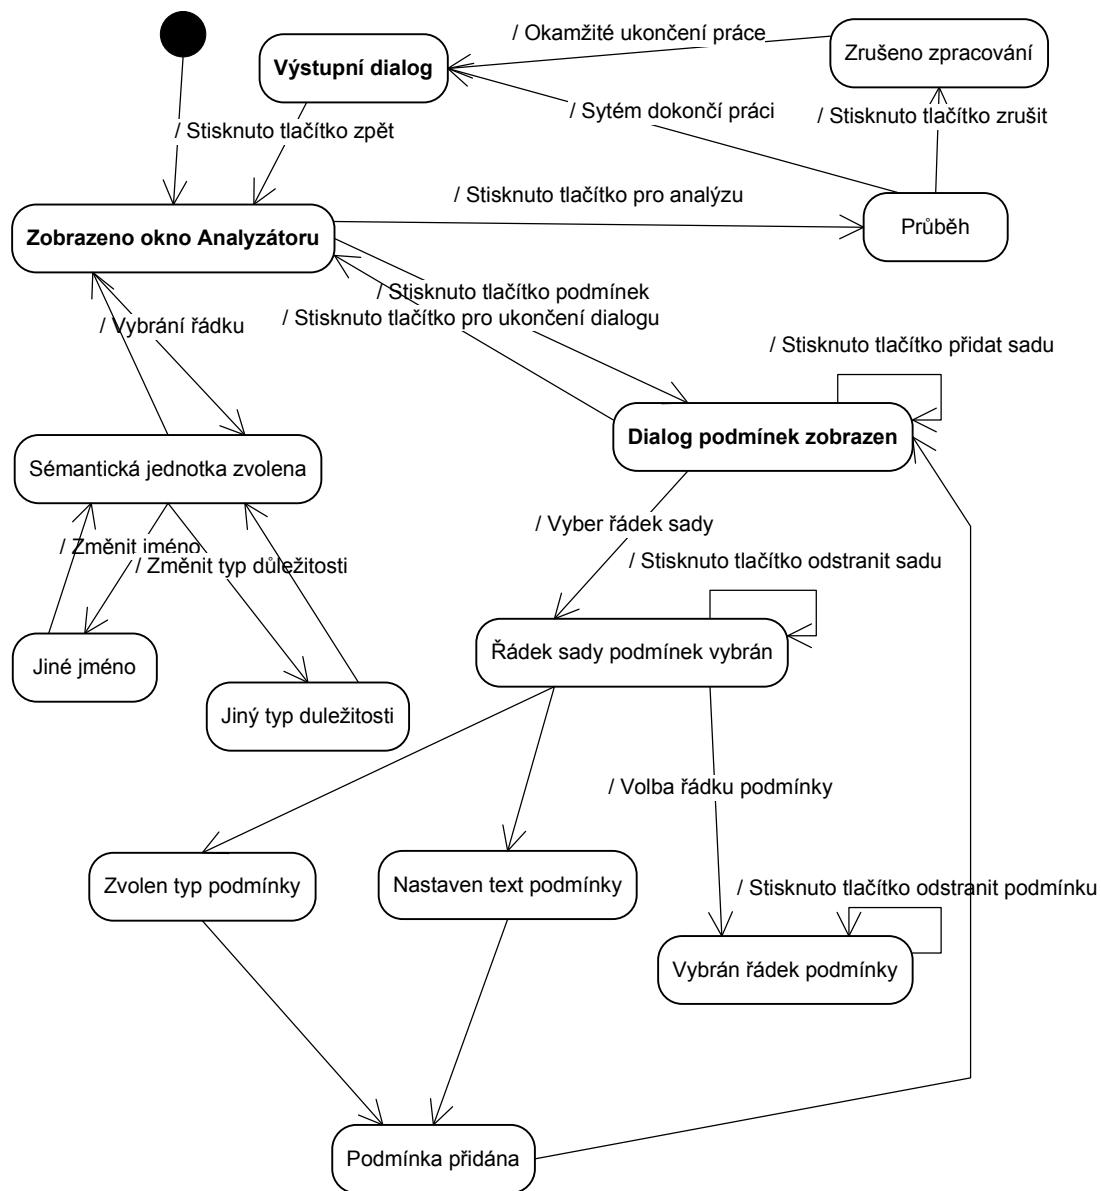 / Okamžité ukončení práce
Zrušeno zpracování
Výstupní dialog
/ Sytém dokončí práci
/ Stisknuto tlačítko zrušit
/ Stisknuto tlačítko zpět
/ Stisknuto tlačítko pro analýzu
Průběh
Zobrazeno okno Analyzátoru
/ Stisknuto tlačítko podmínek
/ Stisknuto tlačítko pro ukončení dialogu
/ Vybrání řádku
/ Stisknuto tlačítko přidat sadu
Dialog podmínek zobrazen
Sémantická jednotka zvolena
/ Vyber řádek sady
/ Změnit jméno
/ Změnit typ důležitosti
/ Stisknuto tlačítko odstranit sadu
Řádek sady podmínek vybrán
Jiné jméno
Jiný typ duležitosti
/ Volba řádku podmínky
Zvolen typ podmínky
Nastaven text podmínky
/ Stisknuto tlačítko odstranit podmínku
Vybrán řádek podmínky
Podmínka přidána